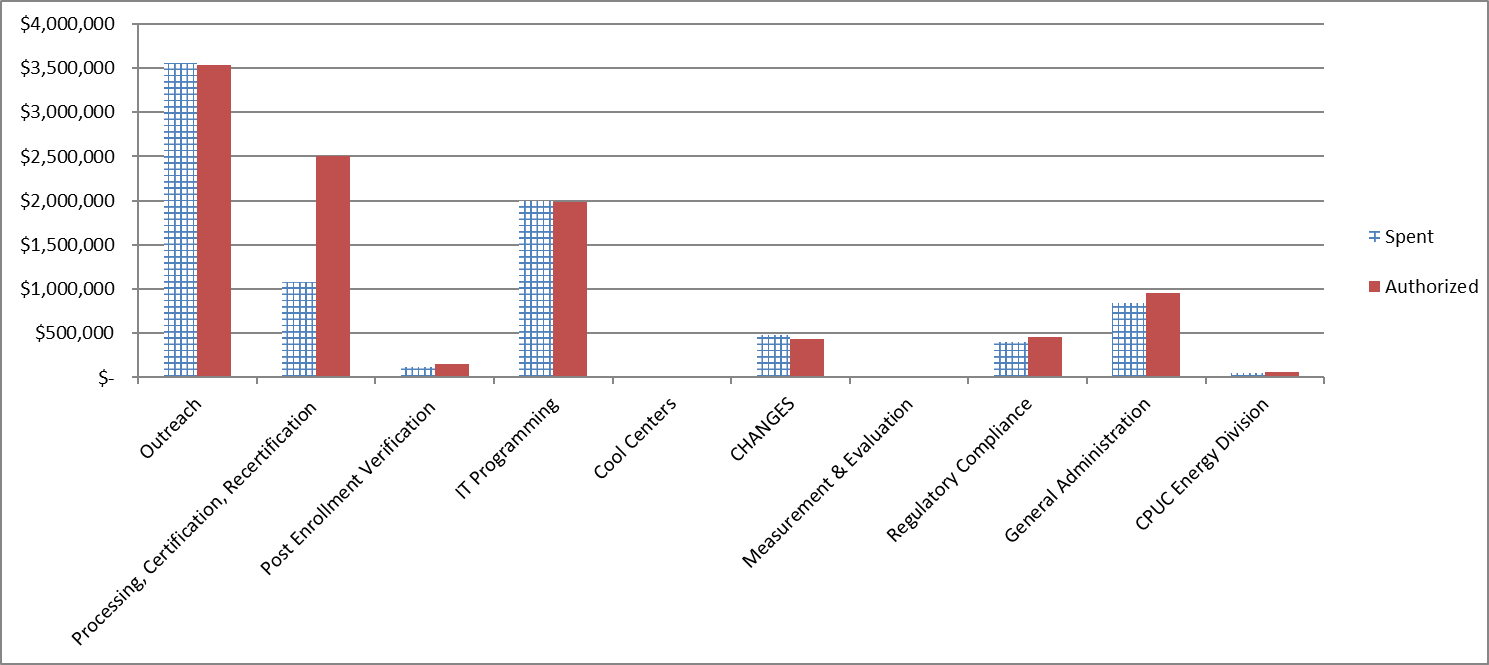 $4,000,000
$3,500,000
$3,000,000
$2,500,000
$2,000,000
$1,500,000
$1,000,000
$500,000
$-
Outreach
Processing, Certification, Recertification
Post Enrollment Verification
IT Programming
Cool Centers
CHANGES
Measurement & Evaluation
Regulatory Compliance
General Administration
CPUC Energy Division
Spent
Authorized